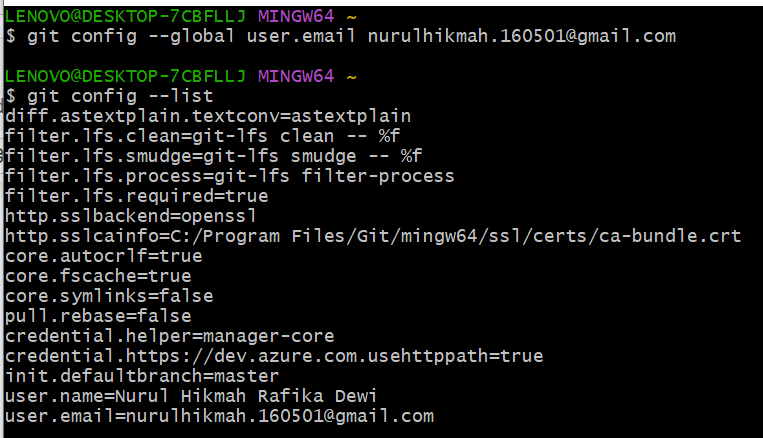 LENOVO@DESKTOP-7CBFLLJ MINGW64 ~
$ git config --global user.email nurulhikmah.160501@gmail.com
LENOVO@DESKTOP-7CBFLLJ MINGW64 ~
$ git config --list
diff.astextplain.textconv=astextplain
filter.lfs.clean=git-lfs clean -- %f
filter.lfs.smudge=git-lfs smudge -- %f
filter.lfs.process=git-lfs filter-process
filter.lfs.required=true
http.sslbackend=openssl
http.sslcainfo=C:/Program Files/Git/mingw64/ssl/certs/ca-bundle.crt
core.autocrlf=true
core.fscache=true
core.symlinks=false
pull.rebase=false
credential.helper=manager-core
credential.https://dev.azure.com.usehttppath=true
init.defaultbranch=master
user.name=Nurul Hikmah Rafika Dewi
user.email=nurulhikmah.160501@gmail.com